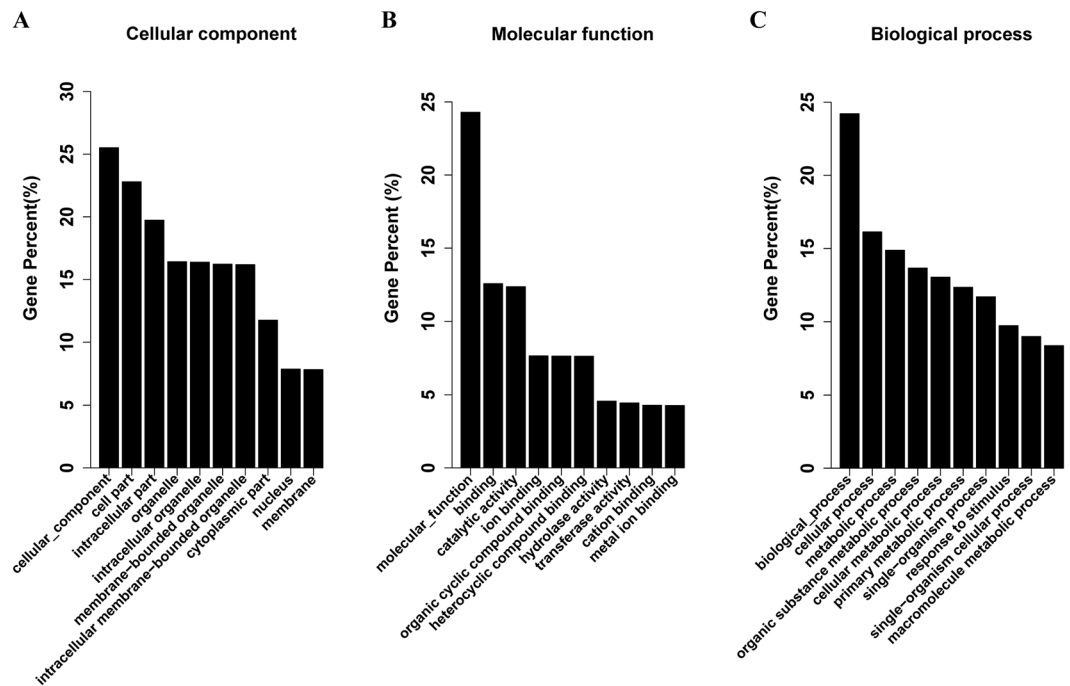 A
Cellular component
Gene Percent(%)
30
25
20
15
10
5
0
cellular_component
cell part
intracellular part
organelle
intracellular organelle
membrane−bounded organelle
intracellular membrane−bounded organelle
cytoplasmic part
nucleus
membrane
B
Molecular function
Gene Percent (%)
25
20
15
10
5
0
molecular_function
binding
catalytic activity
ion binding
organic cyclic compound binding
heterocyclic compound binding
hydrolase activity
transferase activity
cation binding
metal ion binding
C
Biological process
Gene Percent(%)
25
20
15
10
5
0
biological_process
cellular process
metabolic process
organic substance metabolic process
cellular metabolic process
primary metabolic process
single−organism process
response to stimulus
single−organism cellular process
macromolecule metabolic process